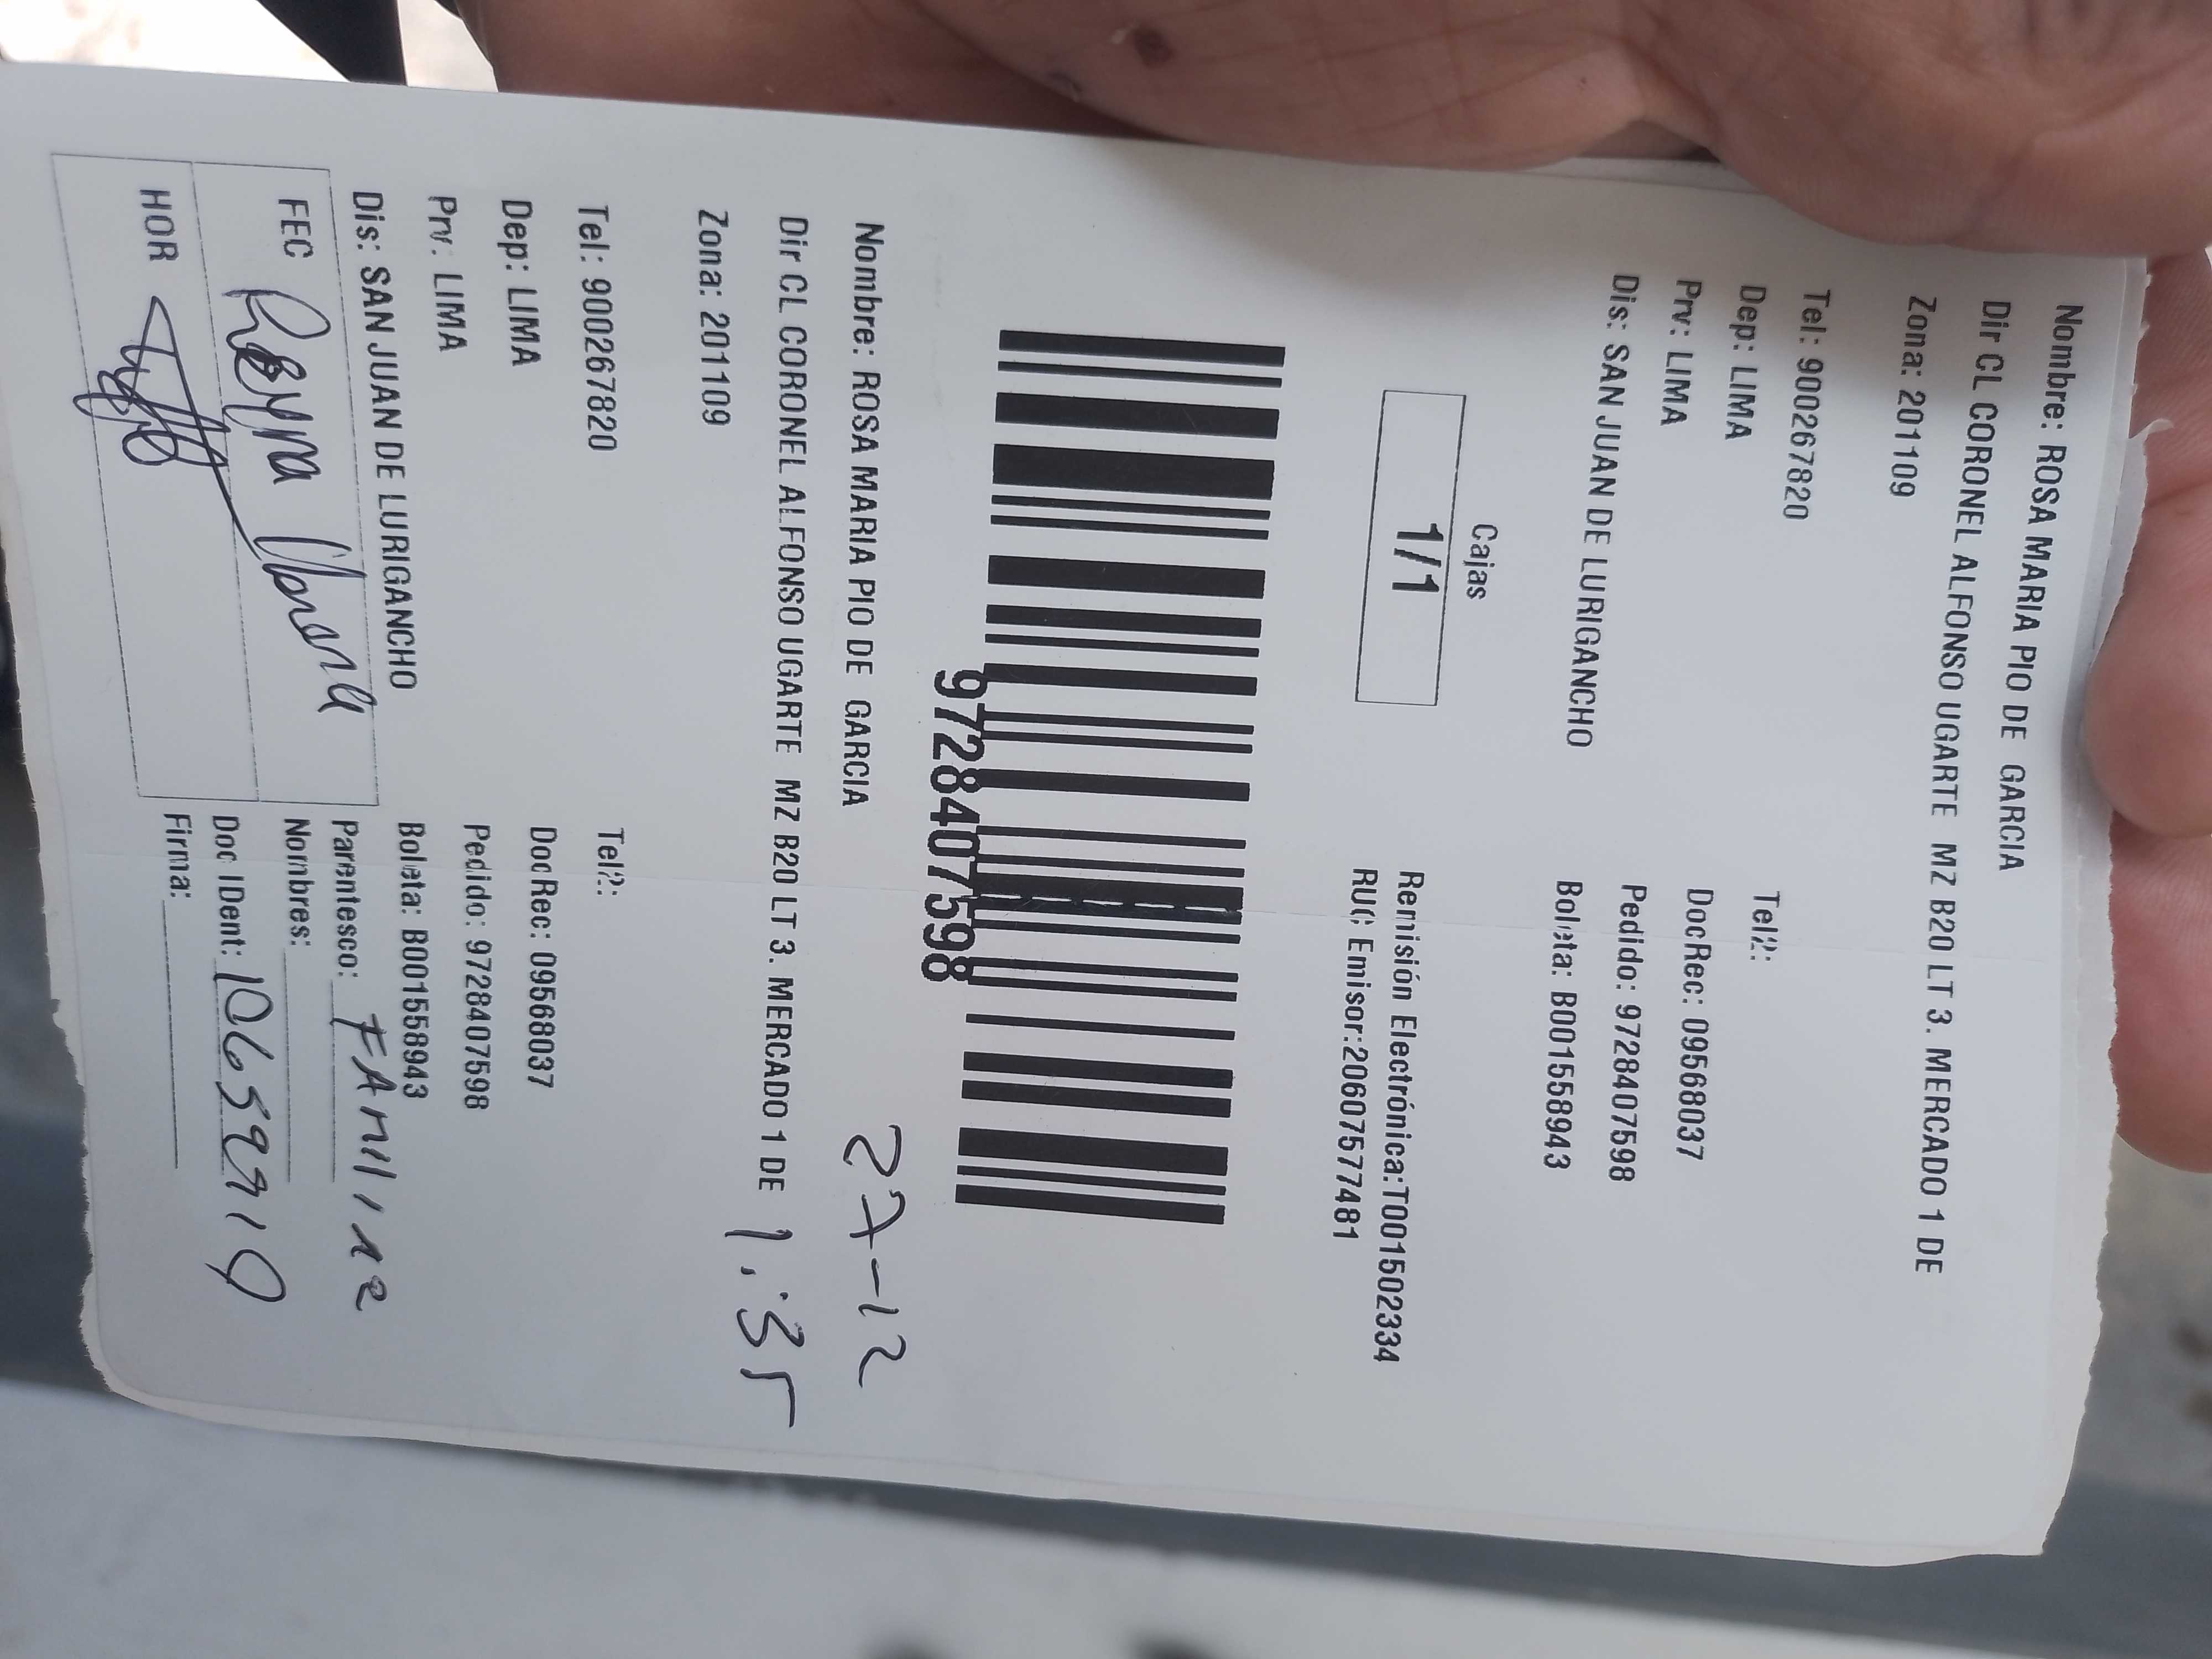 Nombre: ROSA MARIA PIO DE GARCIA
Dir CL CORONEL ALFONSO UGARTE MZ B20 LT 3. MERCADO 1 DE
Zona: 201109
Tel: 900267820 Tel2:
Dep: LIMA DocRec: 09568037
Prv: LIMA Pedido: 9728407598
Dis: SAN JUAN DE LURIGANCHO Boleta: B001558943
Cajas
1/1
Remisión Electrónica:T001502334
RUC Emisor:20607577481
9728407598
27-12
Nombre: ROSA MARIA PIO DE GARCIA
Dir CL CORONEL ALFONSO UGARTE MZ B20 LT 3. MERCADO 1 DE
1:35
Zona: 201109
Tel: 900267820 Tel2:
Dep: LIMA DocRec: 09568037
Prv: LIMA Pedido: 9728407598
Dis: SAN JUAN DE LURIGANCHO Boleta: B001558943
FEC Reyna Parentesco: FAMILIAR
Nombres:
HOR Doc IDent: 10659919
Firma: